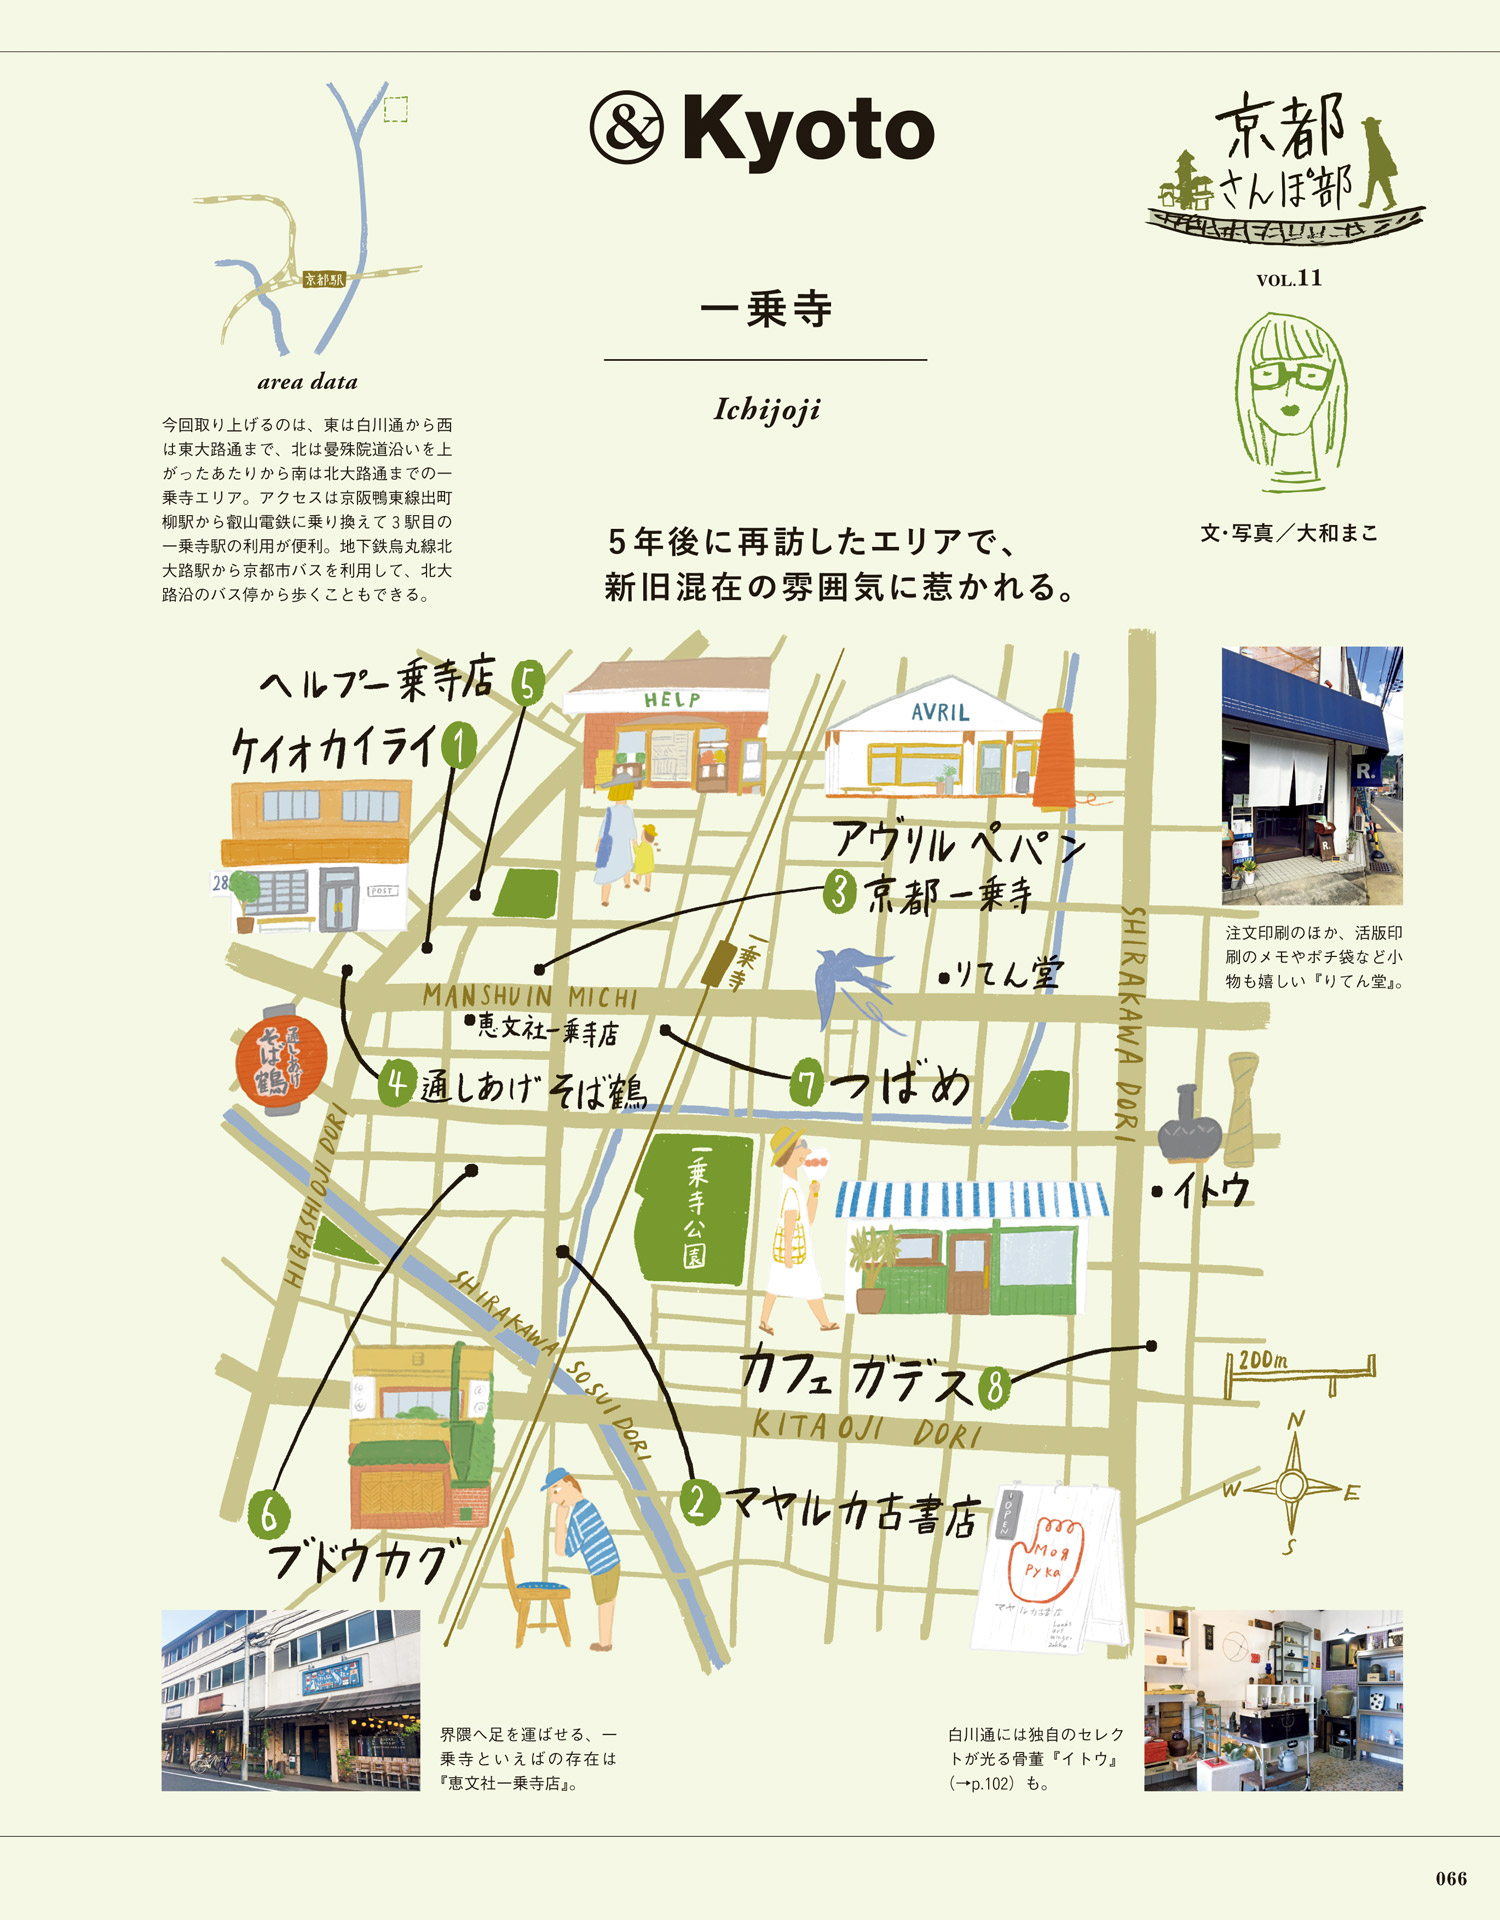 & Kyoto
京都
さんぽ部
VOL.11
文・写真／大和まこ
一乗寺
Ichijoji
京都駅
area data
今回取り上げるのは、東は白川通から西
は東大路通まで、北は曼殊院道沿いを上
がったあたりから南は北大路通までの一
乗寺エリア。アクセスは京阪鴨東線出町
柳駅から叡山電鉄に乗り換えて3駅目の
一乗寺駅の利用が便利。地下鉄烏丸線北
大路駅から京都市バスを利用して、北大
路沿のバス停から歩くこともできる。
5年後に再訪したエリアで、
新旧混在の雰囲気に惹かれる。
ヘルプ一乗寺店 5
ケイオカイライ 1
HELP
AVRIL
28
POST
アヴリル ペパン
3 京都一乗寺
R.
R.
注文印刷のほか、活版印
刷のメモやポチ袋など小
物も嬉しい『りてん堂』。
一乗寺
りてん堂
MANSHUIN MICHI
恵文社一乗寺店
SHIRAKAWA DORI
通しあげ
そば鶴
4 通しあげ そば鶴
7 つばめ
HIGASHIOJI DORI
一乗寺公園
イトウ
SHIRAKAWA SOSUI DORI
カフェ ガデス 8
200m
KITAOJI DORI
N
W
E
S
6
ブドウカグ
2 マヤルカ古書店
OPEN
Моя
Рука
マヤルカ古書店
界隈へ足を運ばせる、一
乗寺といえばの存在は
『恵文社一乗寺店』。
白川通には独自のセレク
トが光る骨董『イトウ』
（→p.102）も。
066